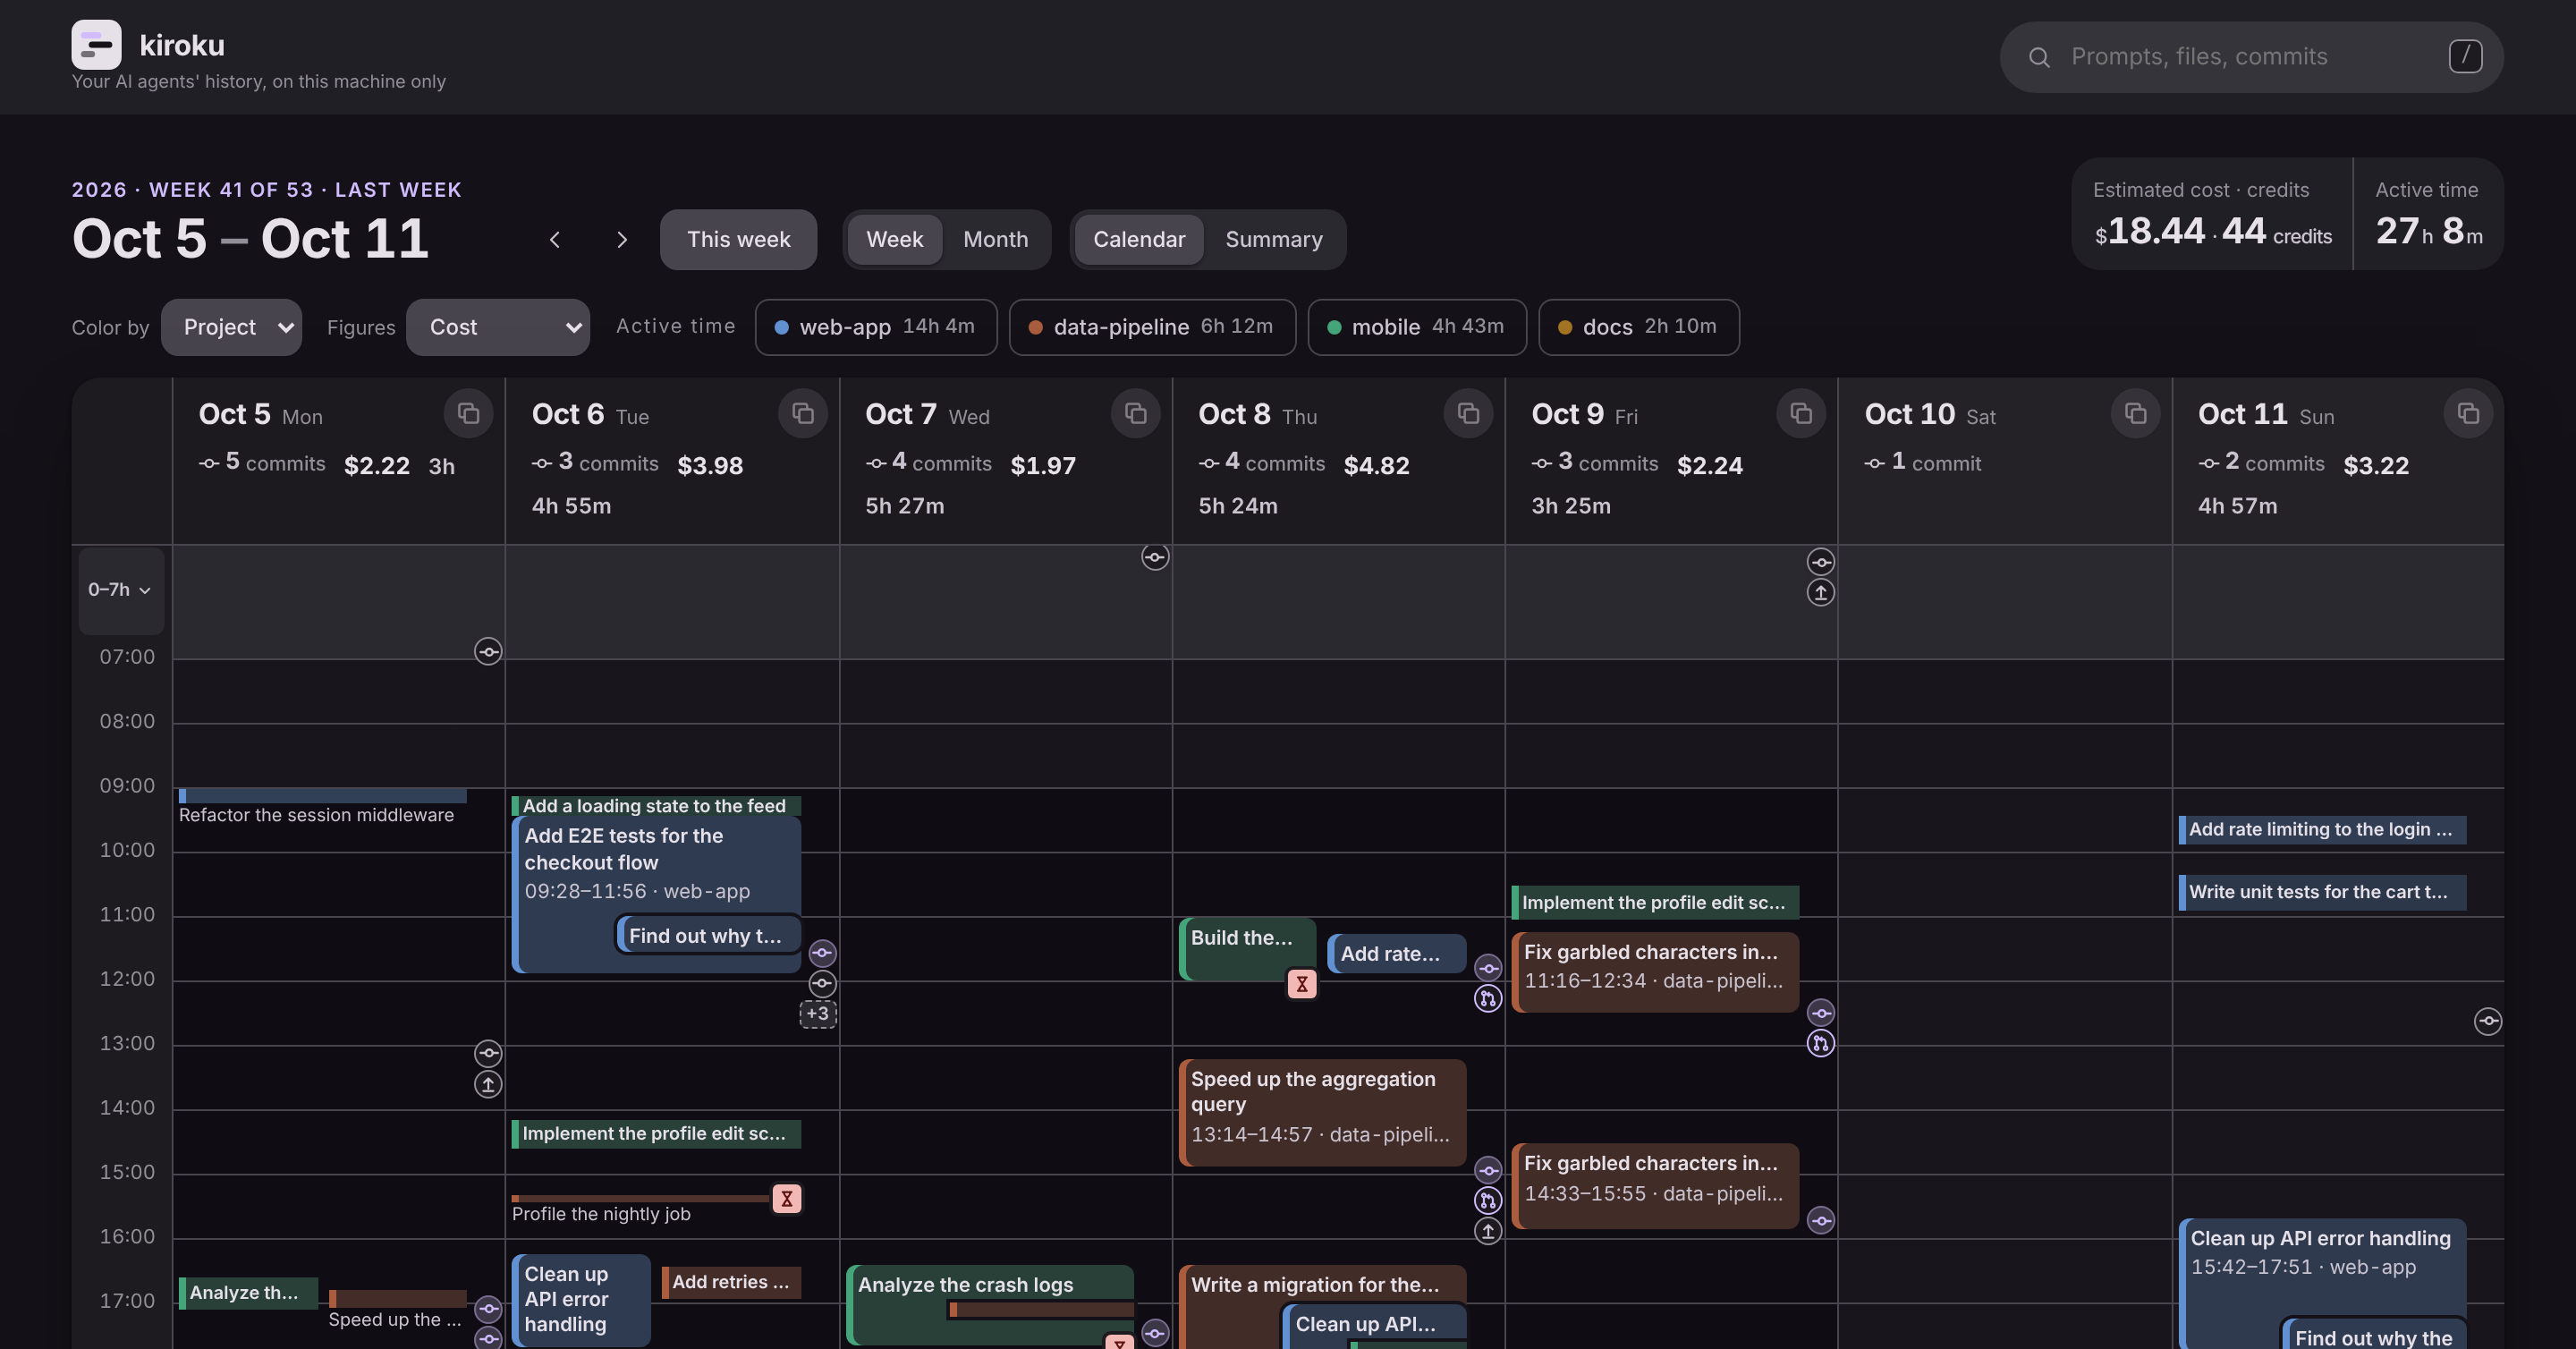 kiroku
Your AI agents' history, on this machine only
Prompts, files, commits
/
2026 · WEEK 41 OF 53 · LAST WEEK
Oct 5 – Oct 11
This week
Week
Month
Calendar
Summary
Estimated cost · credits
$18.44 · 44 credits
Active time
27h 8m
Color by
Project
Figures
Cost
Active time
web-app 14h 4m
data-pipeline 6h 12m
mobile 4h 43m
docs 2h 10m
Oct 5 Mon
5 commits $2.22 3h
Oct 6 Tue
3 commits $3.98
4h 55m
Oct 7 Wed
4 commits $1.97
5h 27m
Oct 8 Thu
4 commits $4.82
5h 24m
Oct 9 Fri
3 commits $2.24
3h 25m
Oct 10 Sat
1 commit
Oct 11 Sun
2 commits $3.22
4h 57m
0–7h
07:00
08:00
09:00
10:00
11:00
12:00
13:00
14:00
15:00
16:00
17:00
Refactor the session middleware
Analyze th...
Speed up the ...
Add a loading state to the feed
Add E2E tests for the
checkout flow
09:28–11:56 · web-app
Find out why t...
+3
Implement the profile edit sc...
Profile the nightly job
Clean up
API error
handling
Add retries ...
Analyze the crash logs
Build the...
Add rate...
Speed up the aggregation
query
13:14–14:57 · data-pipeli...
Write a migration for the...
Clean up API...
Implement the profile edit sc...
Fix garbled characters in...
11:16–12:34 · data-pipeli...
Fix garbled characters in...
14:33–15:55 · data-pipeli...
Add rate limiting to the login ...
Write unit tests for the cart t...
Clean up API error handling
15:42–17:51 · web-app
Find out why the